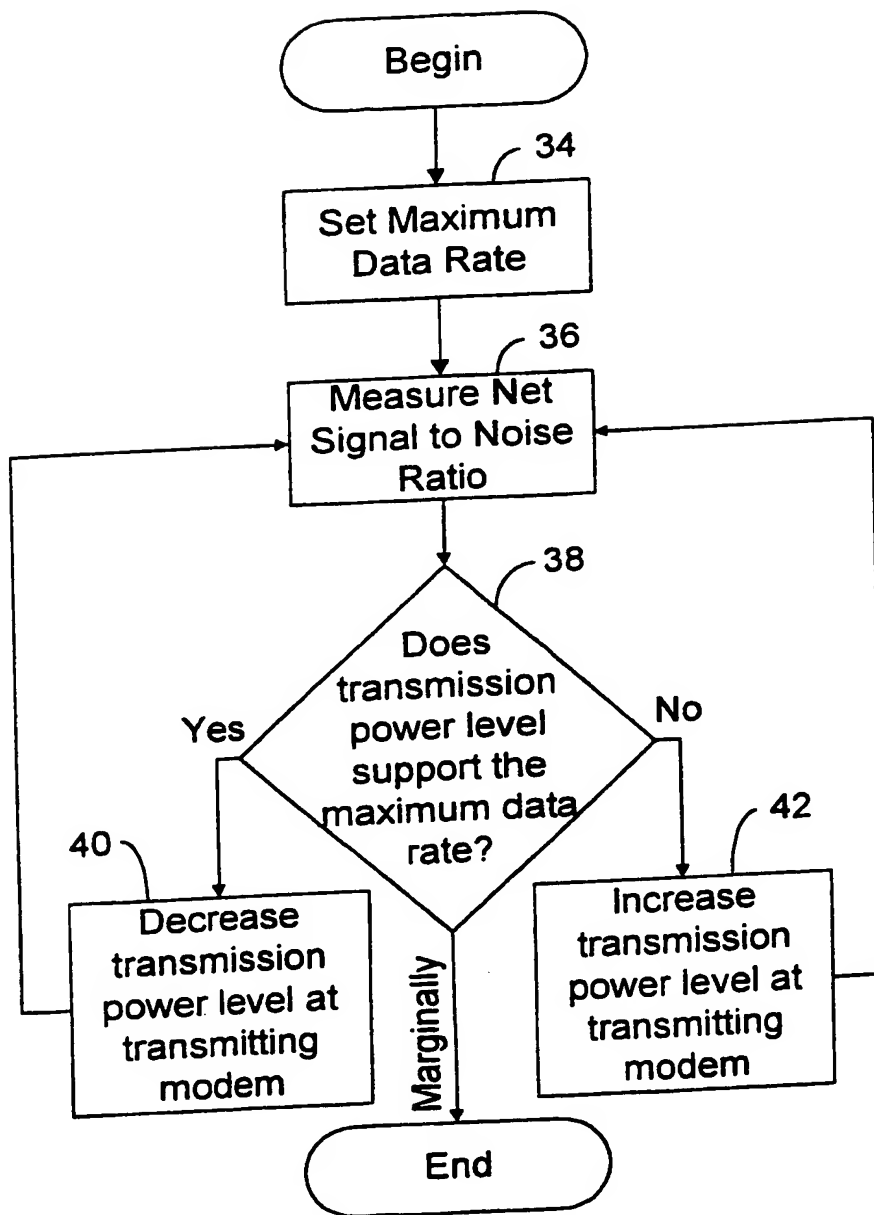 Begin
34
Set Maximum
Data Rate
36
Measure Net
Signal to Noise
Ratio
38
Does
transmission
power level
support the
maximum data
rate?
Yes
No
40
Decrease
transmission
power level at
transmitting
modem
42
Increase
transmission
power level at
transmitting
modem
Marginally
End